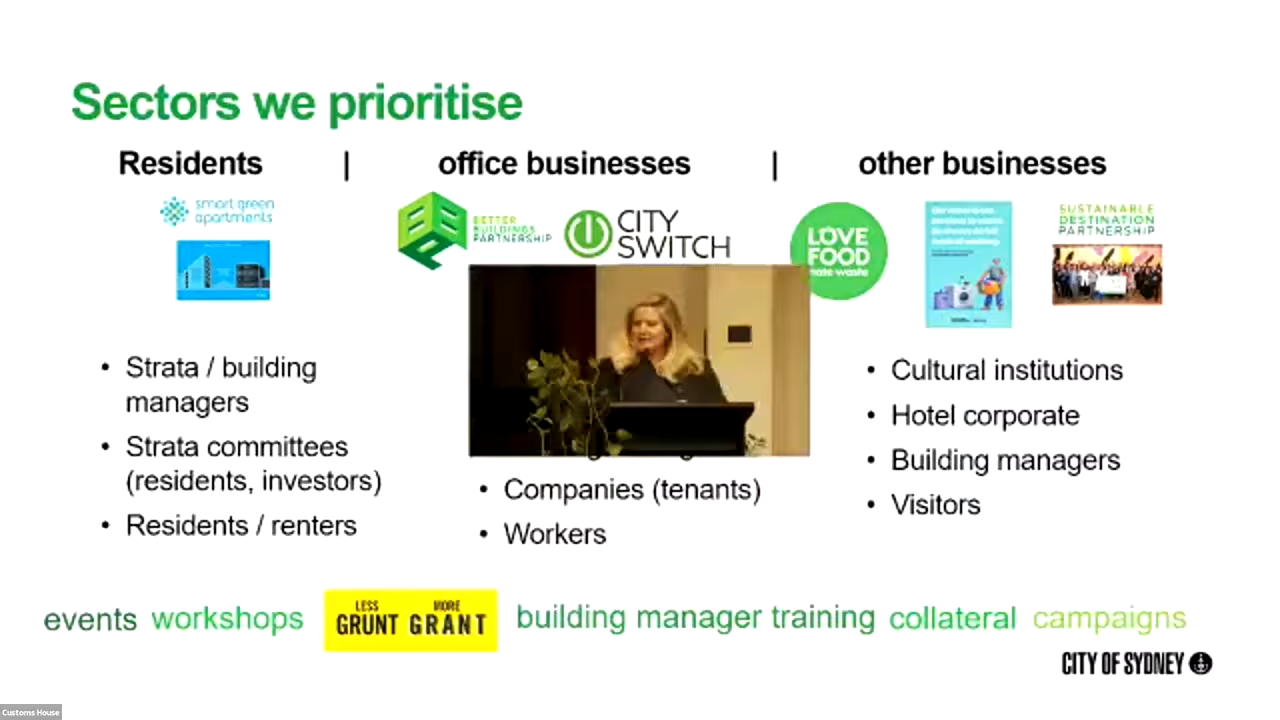 Sectors we prioritise
Residents | office businesses | other businesses
smart green
apartments
BETTER
BUILDINGS
PARTNERSHIP
CITY
SWITCH
LOVE
FOOD
hate waste
SUSTAINABLE
DESTINATION
PARTNERSHIP
• Strata / building
managers
• Strata committees
(residents, investors)
• Residents / renters
• Companies (tenants)
• Workers
• Cultural institutions
• Hotel corporate
• Building managers
• Visitors
events workshops
LESS MORE
GRUNT GRANT
building manager training collateral campaigns
CITY OF SYDNEY
Customs House